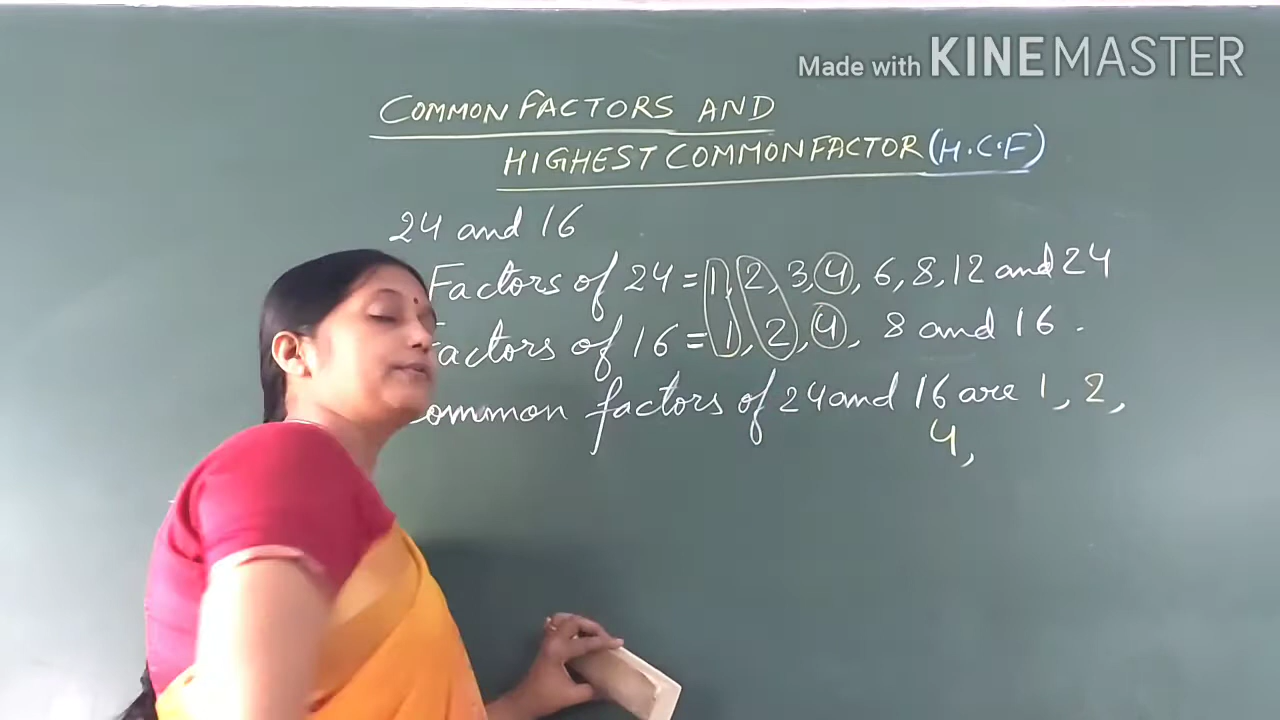 Made with KINEMASTER
COMMON FACTORS AND
HIGHEST COMMON FACTOR (H.C.F)
24 and 16
Factors of 24 = 1, 2, 3, 4, 6, 8, 12 and 24
Factors of 16 = 1, 2, 4, 8 and 16.
ommon factors of 24 and 16 are 1, 2,
4,